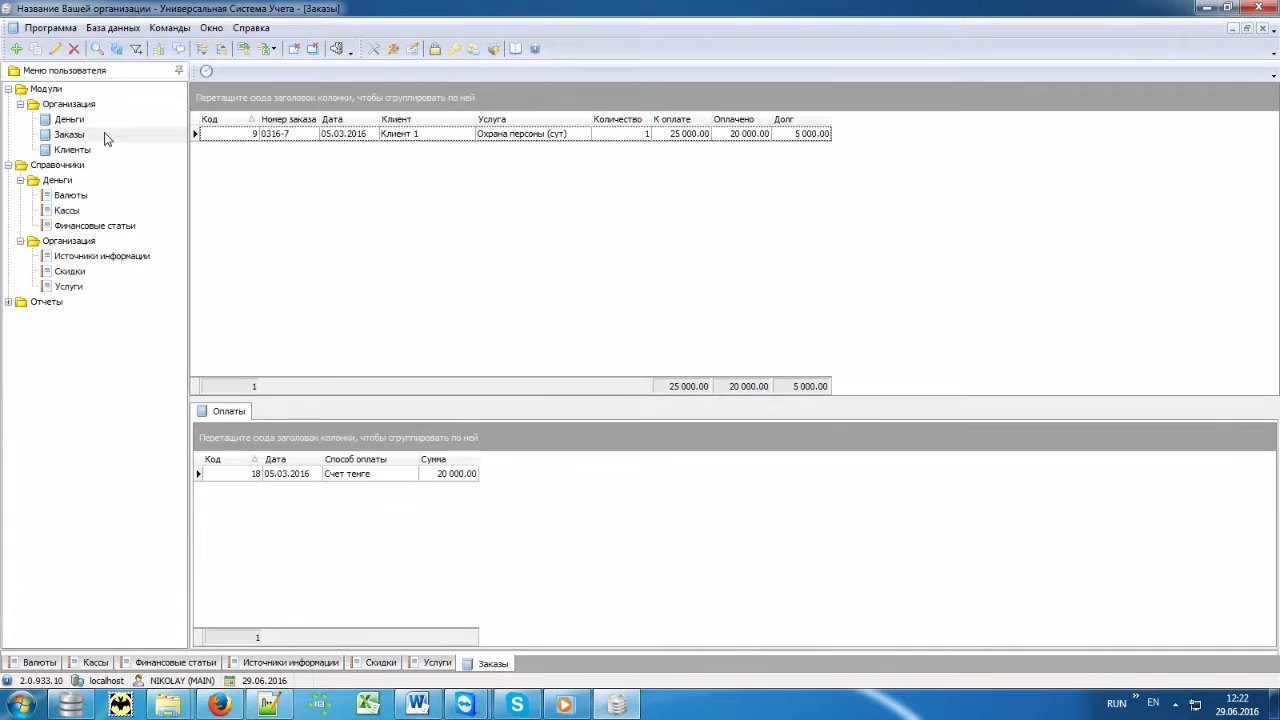 Название Вашей организации - Универсальная Система Учета - [Заказы]
Программа База данных Команды Окно Справка
Меню пользователя
Модули
Организация
Деньги
Заказы
Клиенты
Справочники
Деньги
Валюты
Кассы
Финансовые статьи
Организация
Источники информации
Скидки
Услуги
Отчеты
Перетащите сюда заголовок колонки, чтобы сгруппировать по ней
Код Номер заказа Дата Клиент Услуга Количество К оплате Оплачено Долг
9 0316-7 05.03.2016 Клиент 1 Охрана персоны (сут) 1 25 000.00 20 000.00 5 000.00
1 25 000.00 20 000.00 5 000.00
Оплаты
Перетащите сюда заголовок колонки, чтобы сгруппировать по ней
Код Дата Способ оплаты Сумма
18 05.03.2016 Счет тенге 20 000.00
1
Валюты Кассы Финансовые статьи Источники информации Скидки Услуги Заказы
2.0.933.10 localhost NIKOLAY (MAIN) 29.06.2016
RUN EN 12:22
29.06.2016